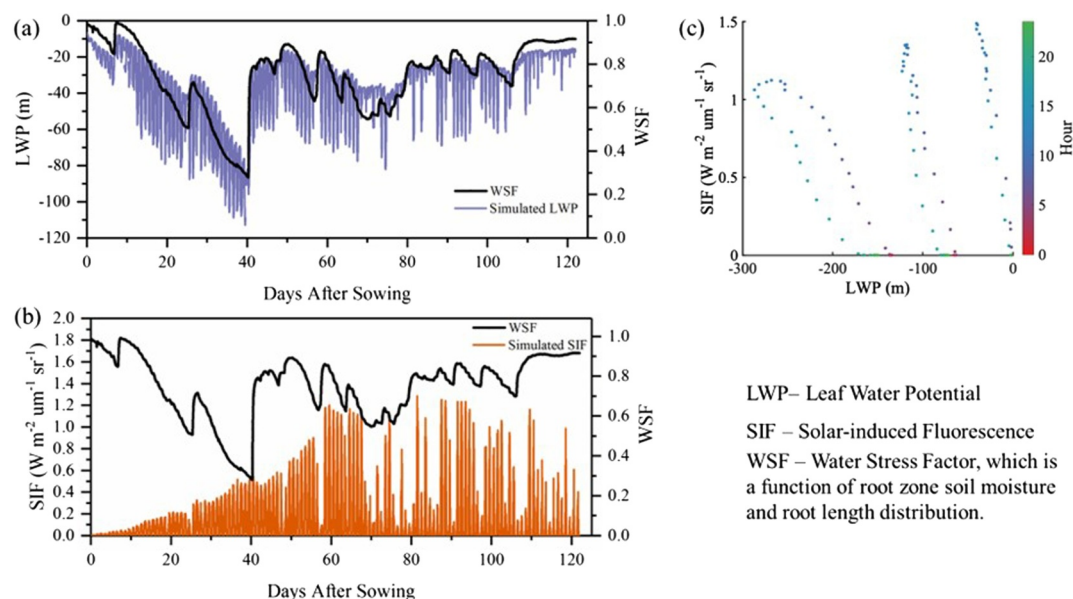 (a)
0
-20
-40
-60
-80
-100
-120
LWP (m)
1.0
0.8
0.6
0.4
0.2
0.0
WSF
WSF
Simulated LWP
0 20 40 60 80 100 120
Days After Sowing
(b)
2.0
1.8
1.6
1.4
1.2
1.0
0.8
0.6
0.4
0.2
0.0
SIF (W m⁻² um⁻¹ sr⁻¹)
1.0
0.8
0.6
0.4
0.2
0.0
WSF
WSF
Simulated SIF
0 20 40 60 80 100 120
Days After Sowing
(c)
1.5
1
0.5
0
SIF (W m⁻² um⁻¹ sr⁻¹)
-300 -200 -100 0
LWP (m)
20
15
10
5
0
Hour
LWP– Leaf Water Potential
SIF – Solar-induced Fluorescence
WSF – Water Stress Factor, which is
a function of root zone soil moisture
and root length distribution.